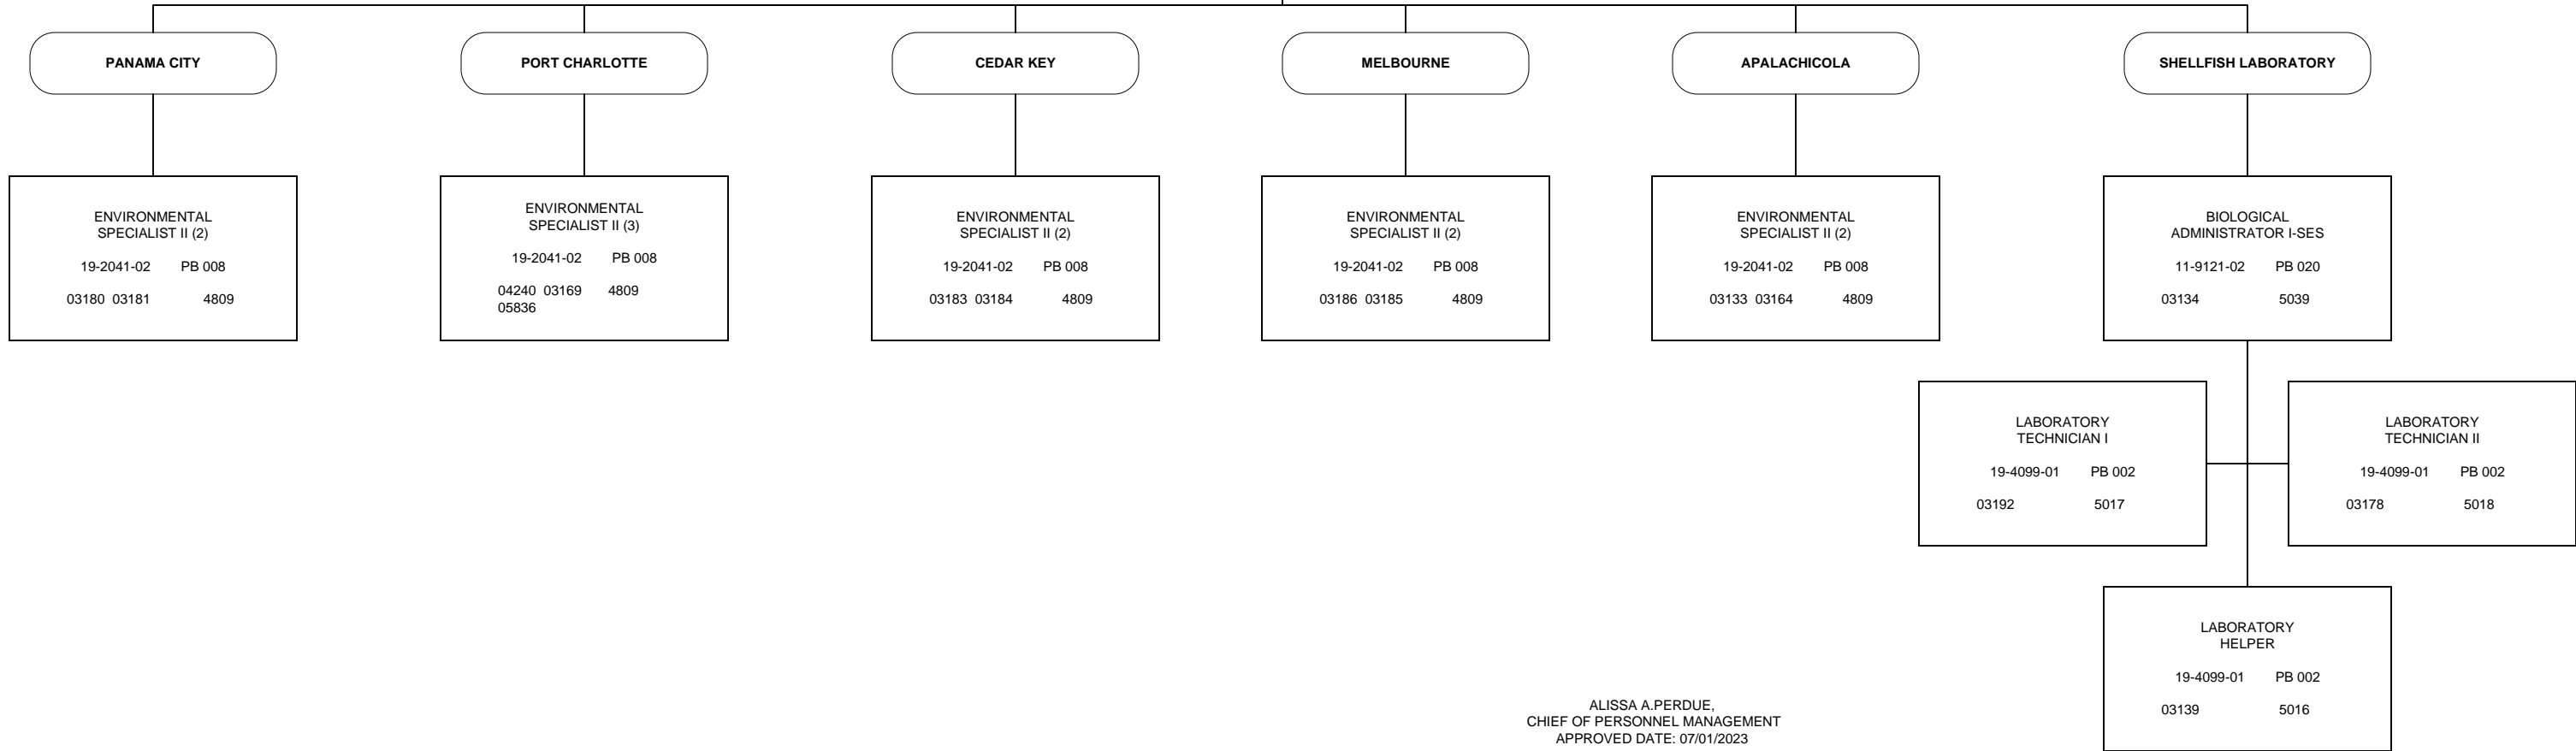 PANAMA CITY
PORT CHARLOTTE
CEDAR KEY
MELBOURNE
APALACHICOLA
SHELLFISH LABORATORY
ENVIRONMENTAL
SPECIALIST II (2)
19-2041-02 PB 008
03180 03181 4809
ENVIRONMENTAL
SPECIALIST II (3)
19-2041-02 PB 008
04240 03169 4809
05836
ENVIRONMENTAL
SPECIALIST II (2)
19-2041-02 PB 008
03183 03184 4809
ENVIRONMENTAL
SPECIALIST II (2)
19-2041-02 PB 008
03186 03185 4809
ENVIRONMENTAL
SPECIALIST II (2)
19-2041-02 PB 008
03133 03164 4809
BIOLOGICAL
ADMINISTRATOR I-SES
11-9121-02 PB 020
03134 5039
LABORATORY
TECHNICIAN I
19-4099-01 PB 002
03192 5017
LABORATORY
TECHNICIAN II
19-4099-01 PB 002
03178 5018
LABORATORY
HELPER
19-4099-01 PB 002
03139 5016
ALISSA A.PERDUE,
CHIEF OF PERSONNEL MANAGEMENT
APPROVED DATE: 07/01/2023